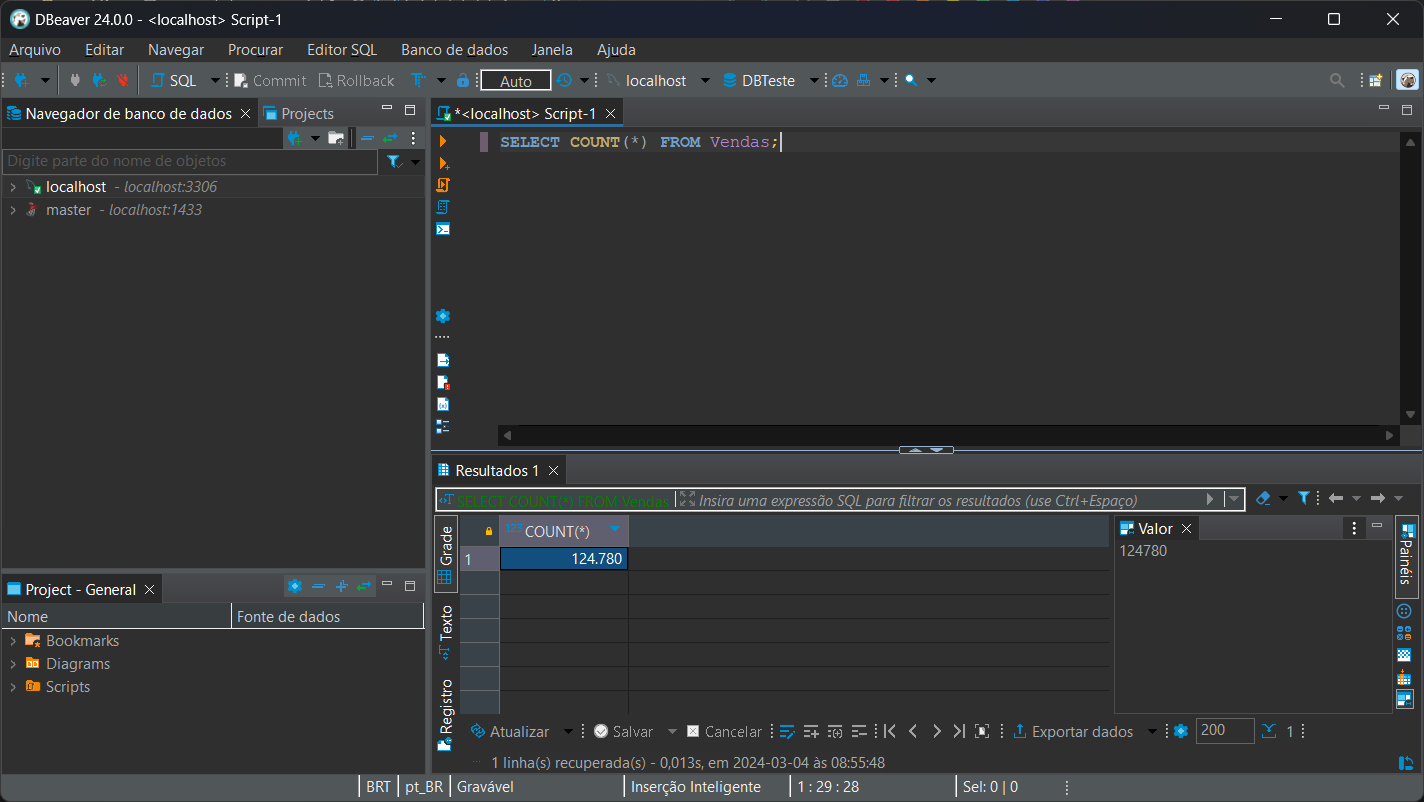 DBeaver 24.0.0 - <localhost> Script-1
Arquivo Editar Navegar Procurar Editor SQL Banco de dados Janela Ajuda
SQL Commit Rollback Auto localhost DBTeste
Navegador de banco de dados Projects
Digite parte do nome de objetos
localhost - localhost:3306
master - localhost:1433
*<localhost> Script-1
SELECT COUNT(*) FROM Vendas;
Project - General
Nome Fonte de dados
Bookmarks
Diagrams
Scripts
Resultados 1
SELECT COUNT(*) FROM Vendas Insira uma expressão SQL para filtrar os resultados (use Ctrl+Espaço)
Grade
Texto
Registro
123 COUNT(*)
1 124.780
Valor
124780
Painéis
Atualizar Salvar Cancelar Exportar dados 200 1
1 linha(s) recuperada(s) - 0,013s, em 2024-03-04 às 08:55:48
BRT pt_BR Gravável Inserção Inteligente 1 : 29 : 28 Sel: 0 | 0